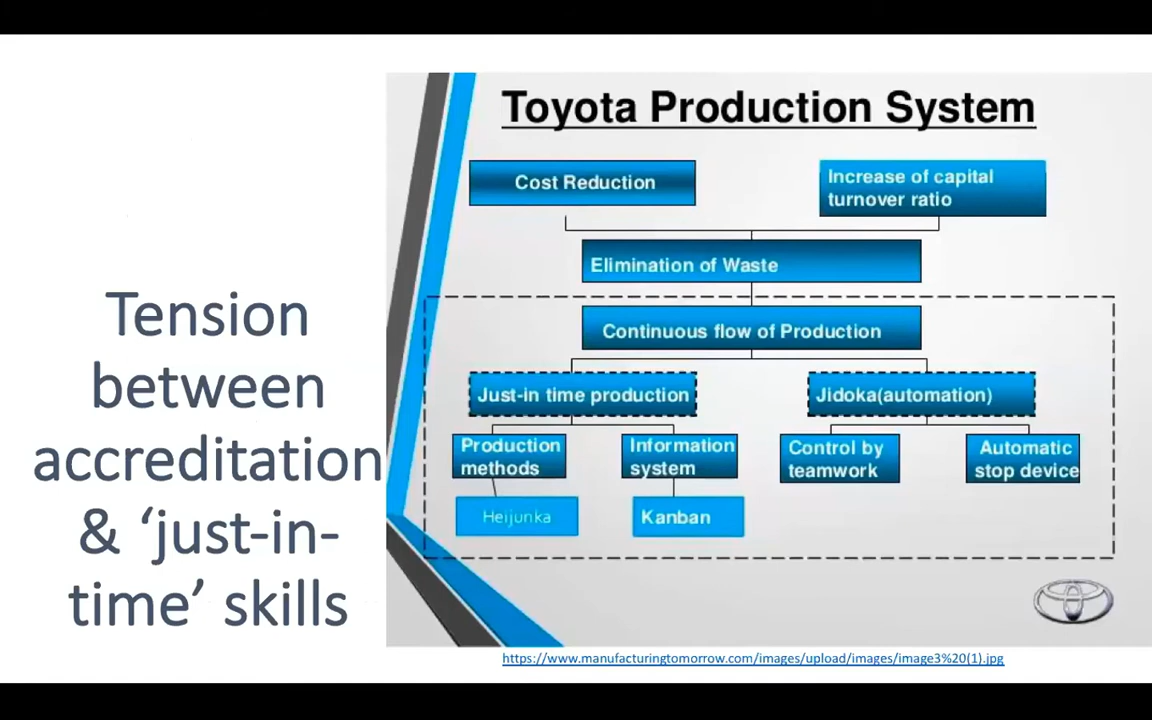 Tension
between
accreditation
& ‘just-in-
time’ skills
Toyota Production System
Cost Reduction
Increase of capital
turnover ratio
Elimination of Waste
Continuous flow of Production
Just-in time production
Jidoka(automation)
Production
methods
Information
system
Control by
teamwork
Automatic
stop device
Heijunka
Kanban
https://www.manufacturingtomorrow.com/images/upload/images/image3%20(1).jpg